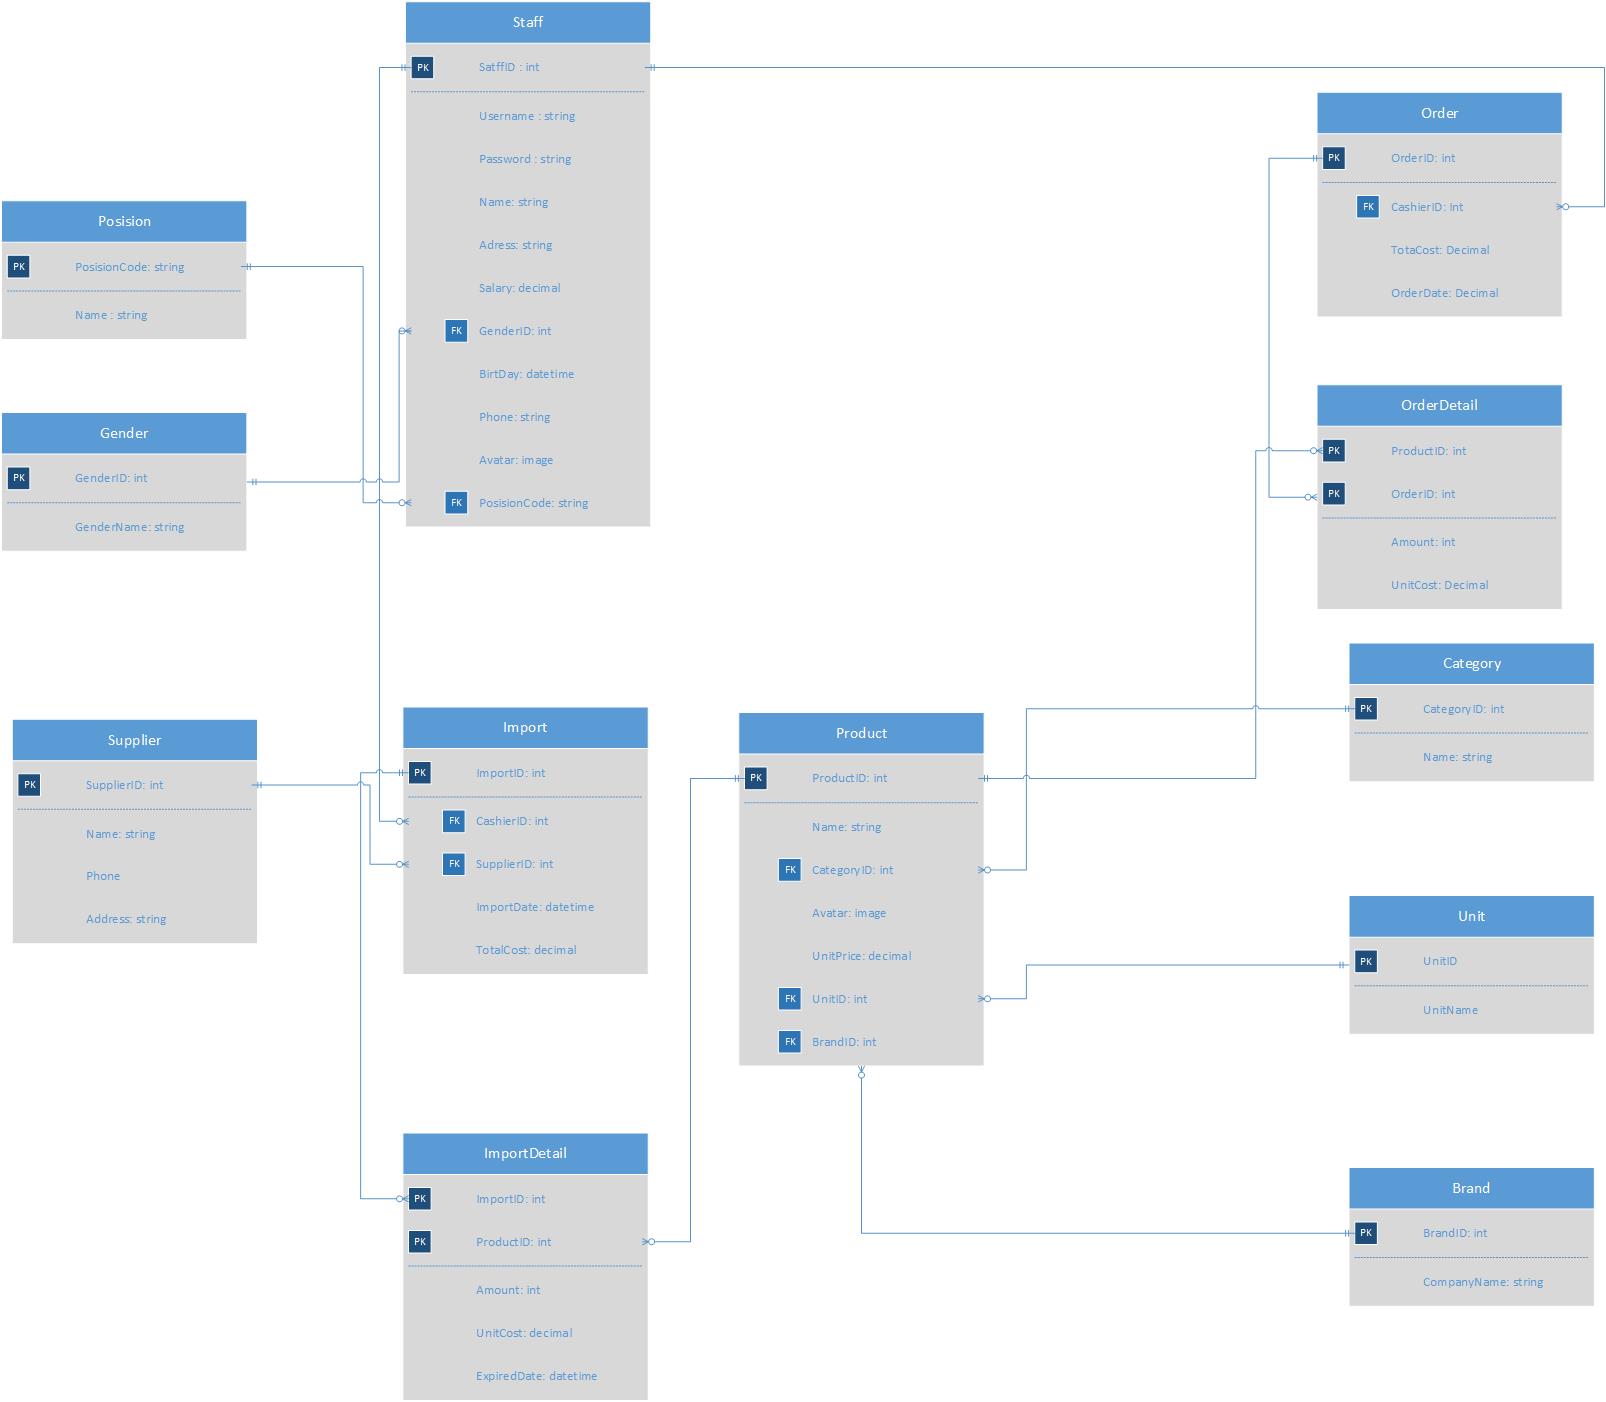 Staff
PK SatffID : int
Username : string
Password : string
Name: string
Adress: string
Salary: decimal
FK GenderID: int
BirtDay: datetime
Phone: string
Avatar: image
FK PosisionCode: string
Order
PK OrderID: int
FK CashierID: Int
TotaCost: Decimal
OrderDate: Decimal
Posision
PK PosisionCode: string
Name : string
Gender
PK GenderID: int
GenderName: string
OrderDetail
PK ProductID: int
PK OrderID: int
Amount: int
UnitCost: Decimal
Category
PK CategoryID: int
Name: string
Supplier
PK SupplierID: int
Name: string
Phone
Address: string
Import
PK ImportID: int
FK CashierID: int
FK SupplierID: int
ImportDate: datetime
TotalCost: decimal
Product
PK ProductID: int
Name: string
FK CategoryID: int
Avatar: image
UnitPrice: decimal
FK UnitID: int
FK BrandID: int
Unit
PK UnitID
UnitName
ImportDetail
PK ImportID: int
PK ProductID: int
Amount: int
UnitCost: decimal
ExpiredDate: datetime
Brand
PK BrandID: int
CompanyName: string